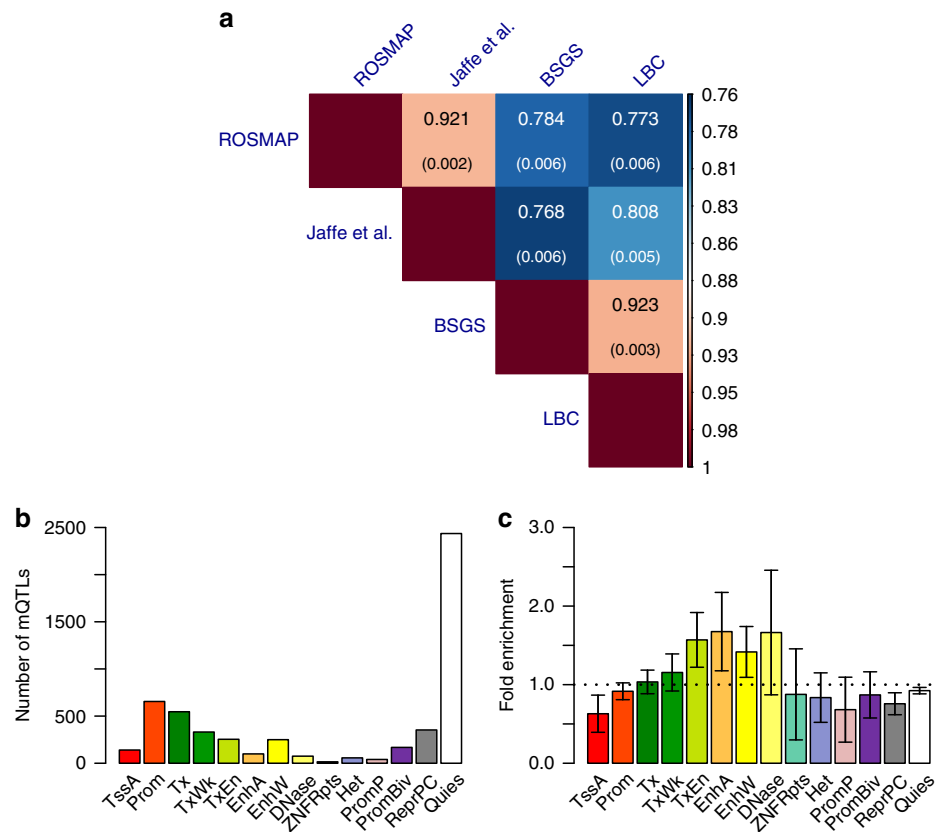 a
ROSMAP
Jaffe et al.
BSGS
LBC
ROSMAP
0.921
0.784
0.773
(0.002)
(0.006)
(0.006)
Jaffe et al.
0.768
0.808
(0.006)
(0.005)
BSGS
0.923
(0.003)
LBC
0.76
0.78
0.81
0.83
0.86
0.88
0.9
0.93
0.95
0.98
1
b
Number of mQTLs
2500
1500
500
0
TssA
Prom
Tx
TxWk
TxEn
EnhA
EnhW
DNase
ZNFRpts
Het
PromP
PromBiv
ReprPC
Quies
c
Fold enrichment
3.0
2.0
1.0
0.0
TssA
Prom
Tx
TxWk
TxEn
EnhA
EnhW
DNase
ZNFRpts
Het
PromP
PromBiv
ReprPC
Quies